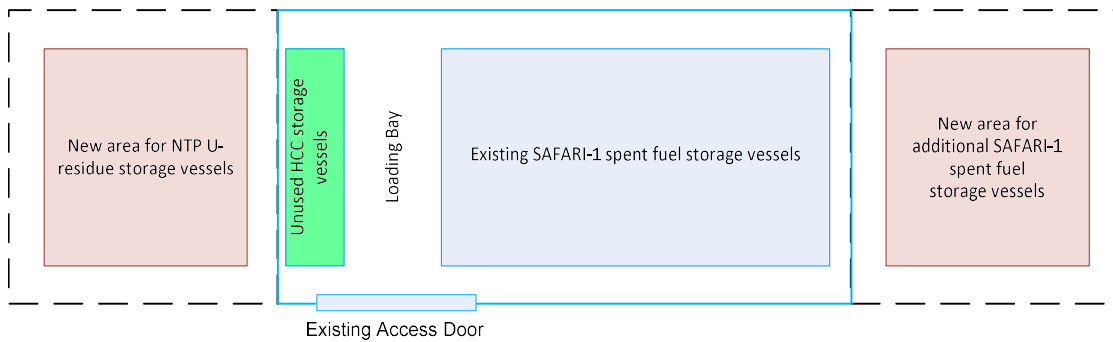 New area for NTP U-
residue storage vessels
Unused HCC storage
vessels
Loading Bay
Existing SAFARI-1 spent fuel storage vessels
New area for
additional SAFARI-1
spent fuel
storage vessels
Existing Access Door